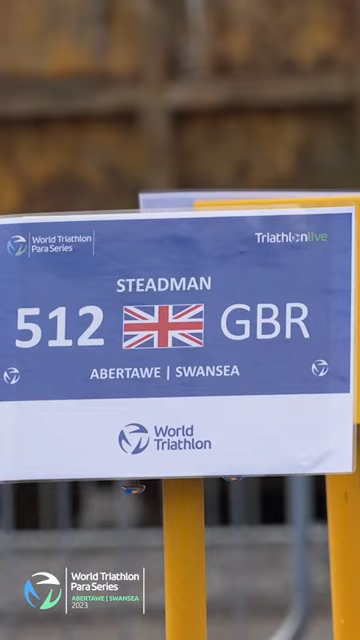 World Triathlon
Para Series
Triathlonlive
STEADMAN
512 GBR
ABERTAWE | SWANSEA
World
Triathlon
World Triathlon
Para Series
ABERTAWE | SWANSEA
2023